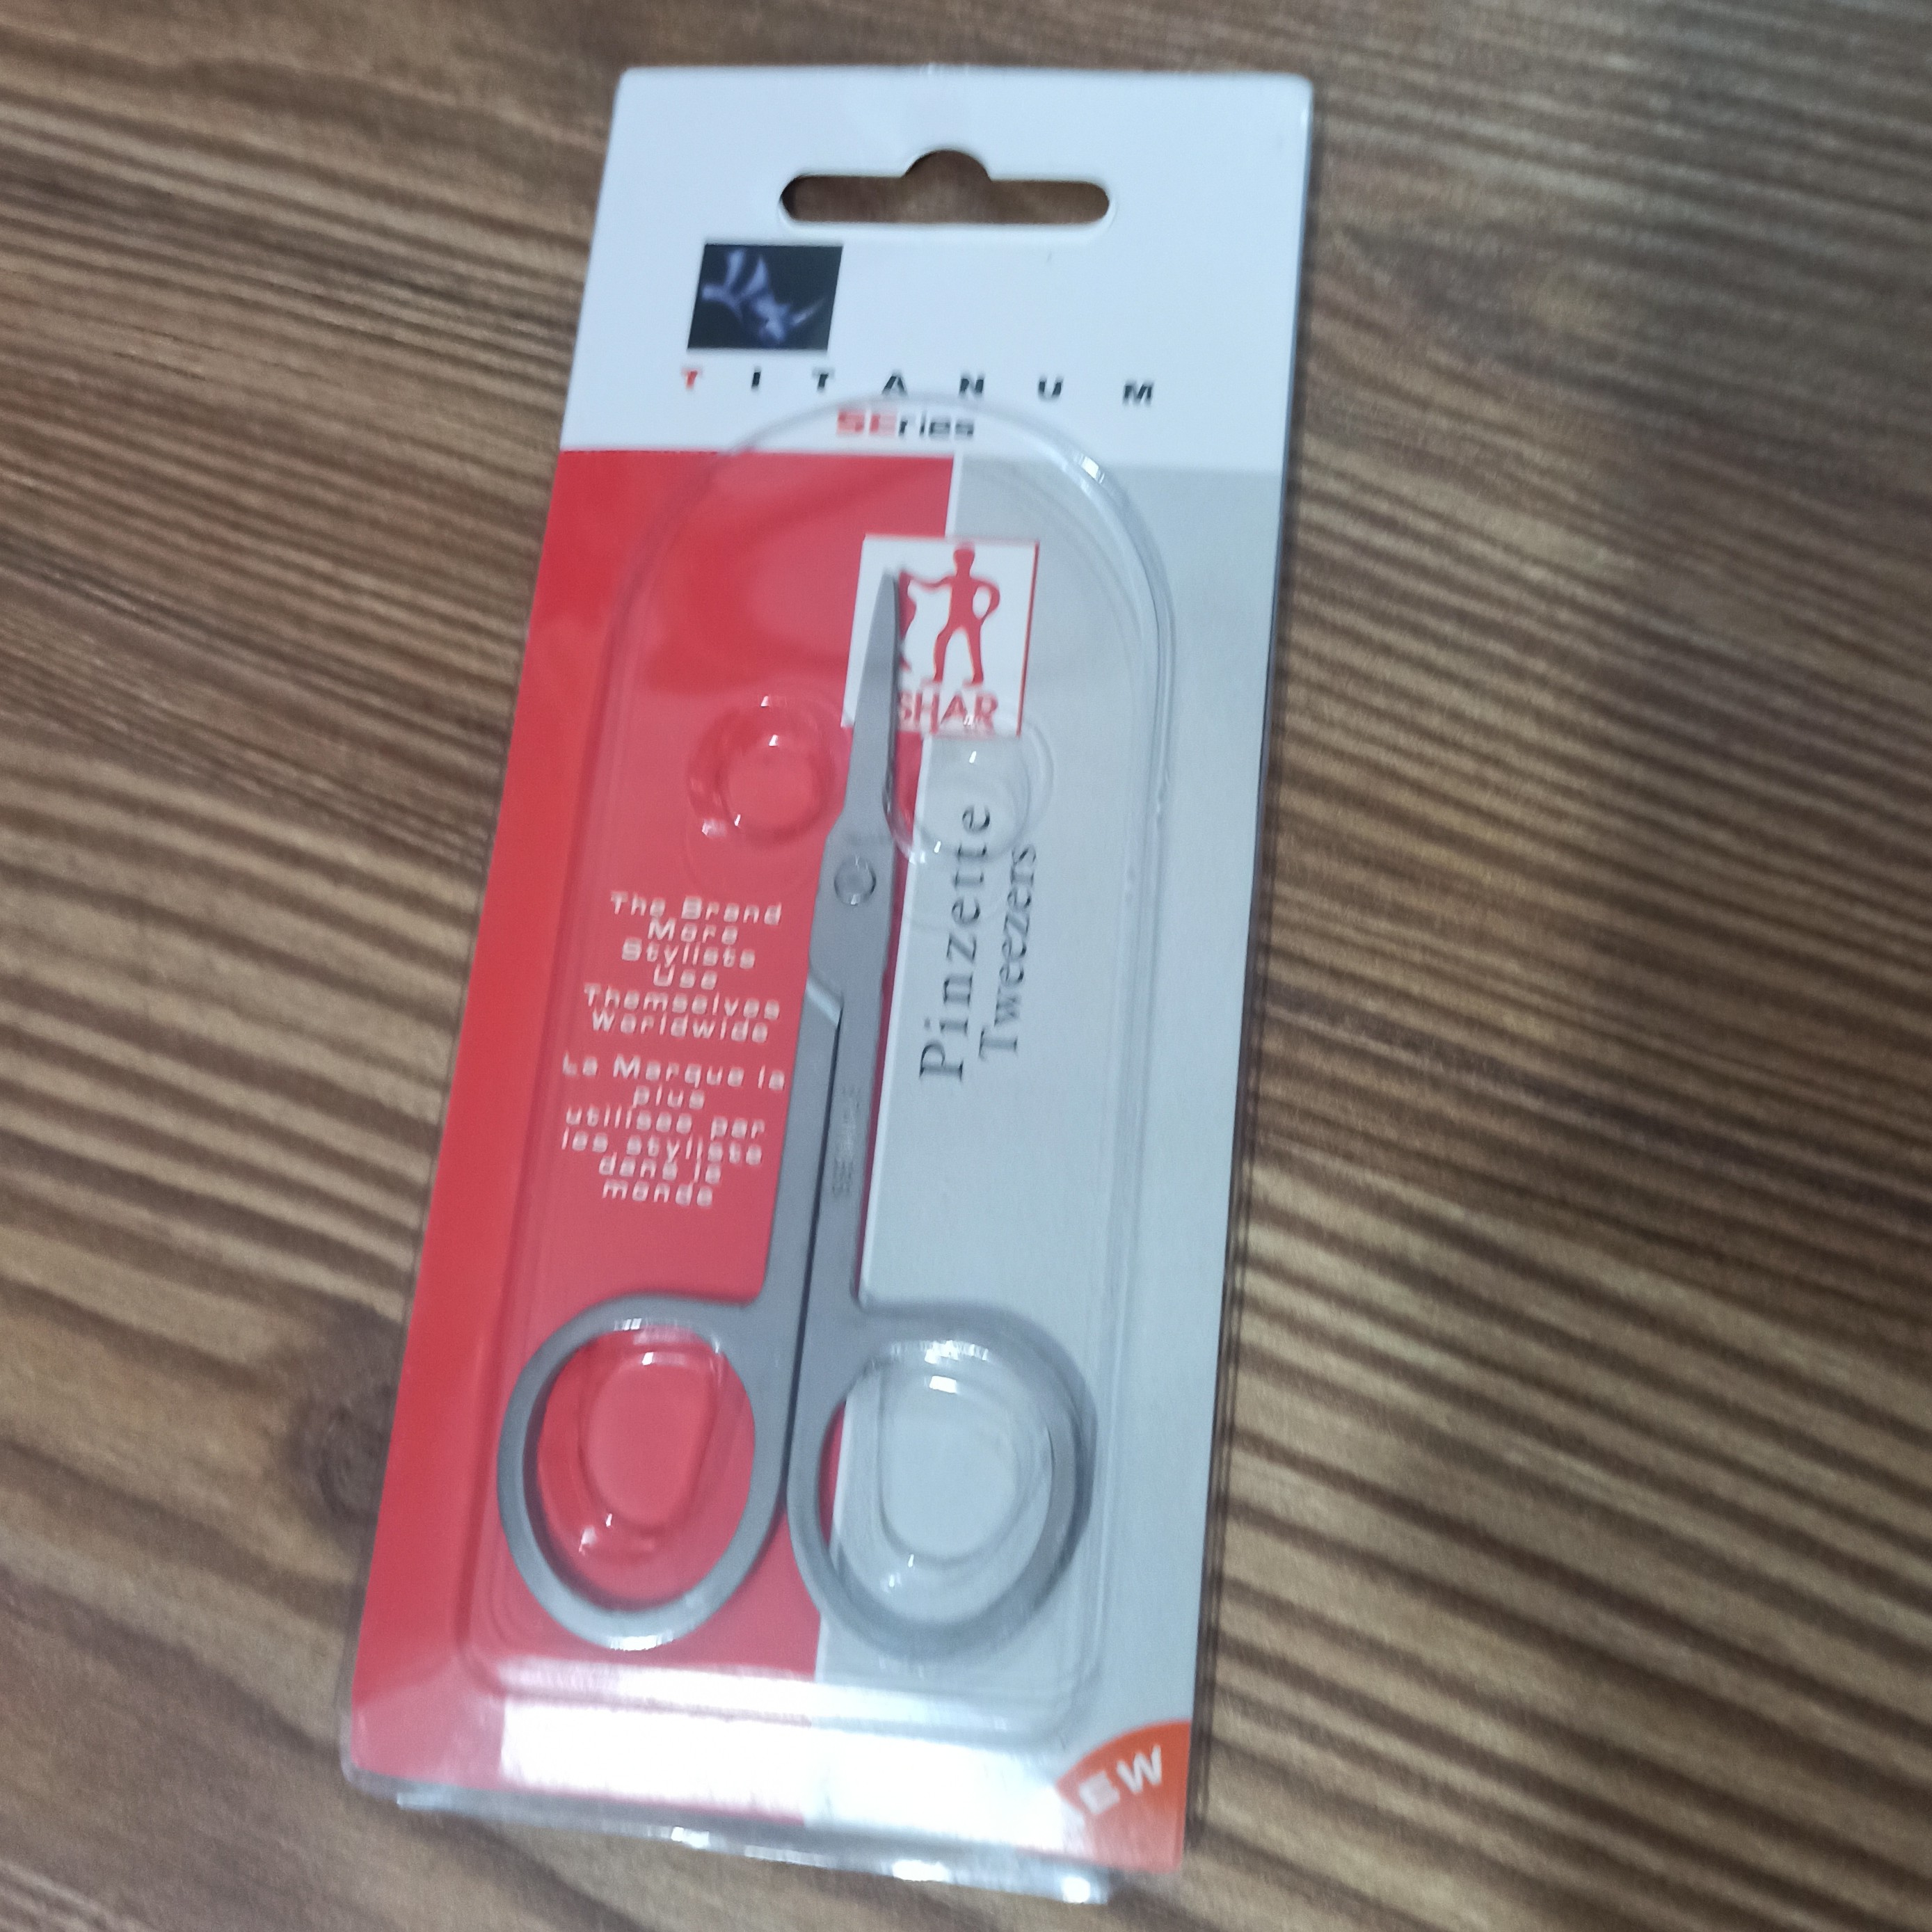 TITANUM
SEries
SHAR
The Brand
More
Stylists
Use
Themselves
Worldwide
La Marque la
plus
utilisee par
les styliste
dans le
monde
Pinzette
Tweezers
EW